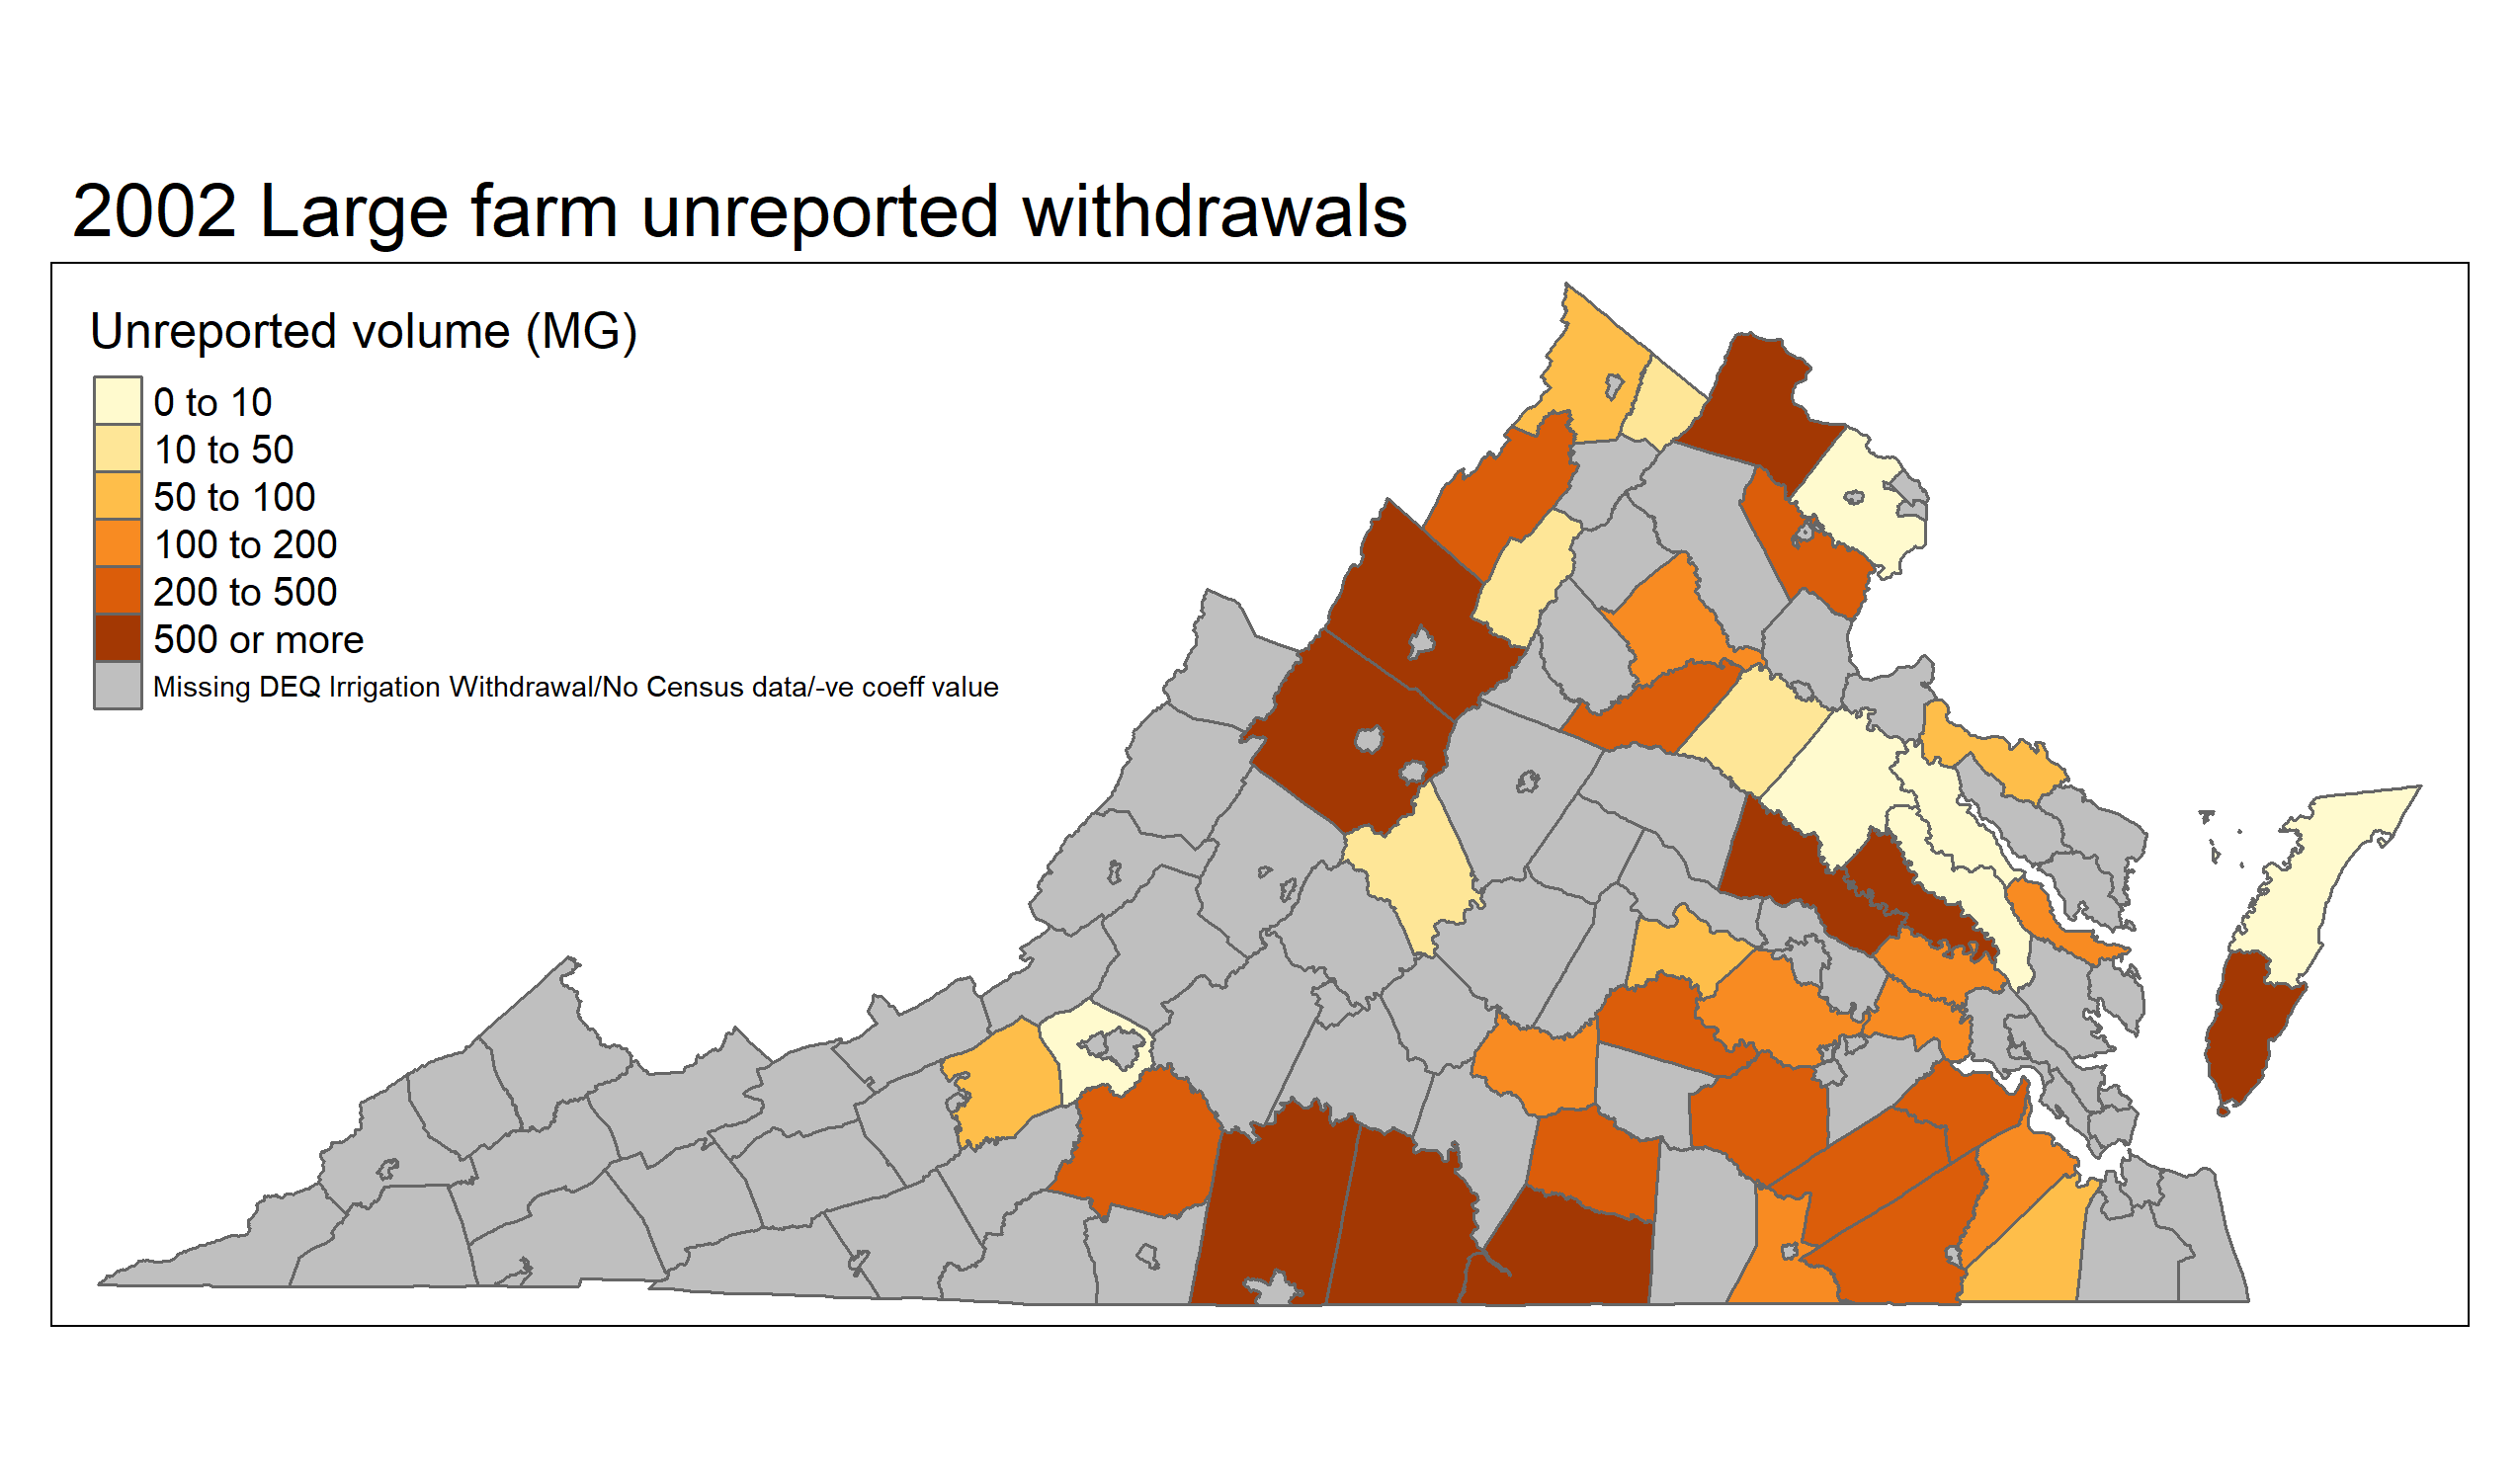 2002 Large farm unreported withdrawals
Unreported volume (MG)
0 to 10
10 to 50
50 to 100
100 to 200
200 to 500
500 or more
Missing DEQ Irrigation Withdrawal/No Census data/-ve coeff value